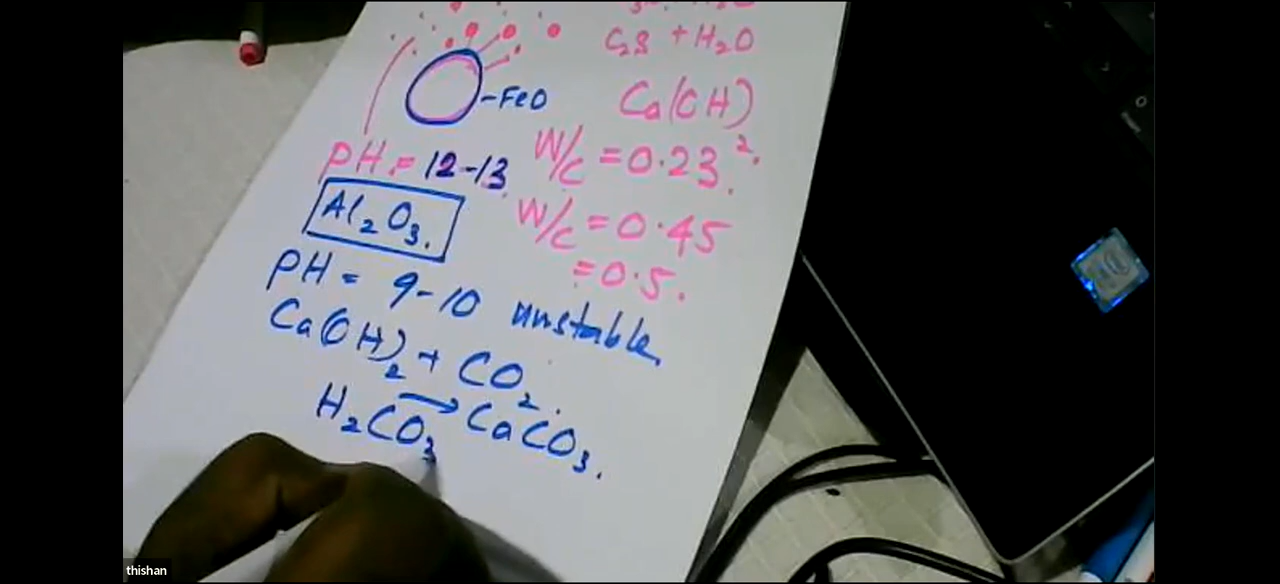 C₂S + H₂O
-FeO
Ca(OH)₂.
PH = 12-13
W/c = 0.23.
Al₂O₃.
W/c = 0.45
= 0.5.
PH = 9-10 unstable.
Ca(OH)₂ + CO₂.
H₂CO₃ → CaCO₃.
thishan